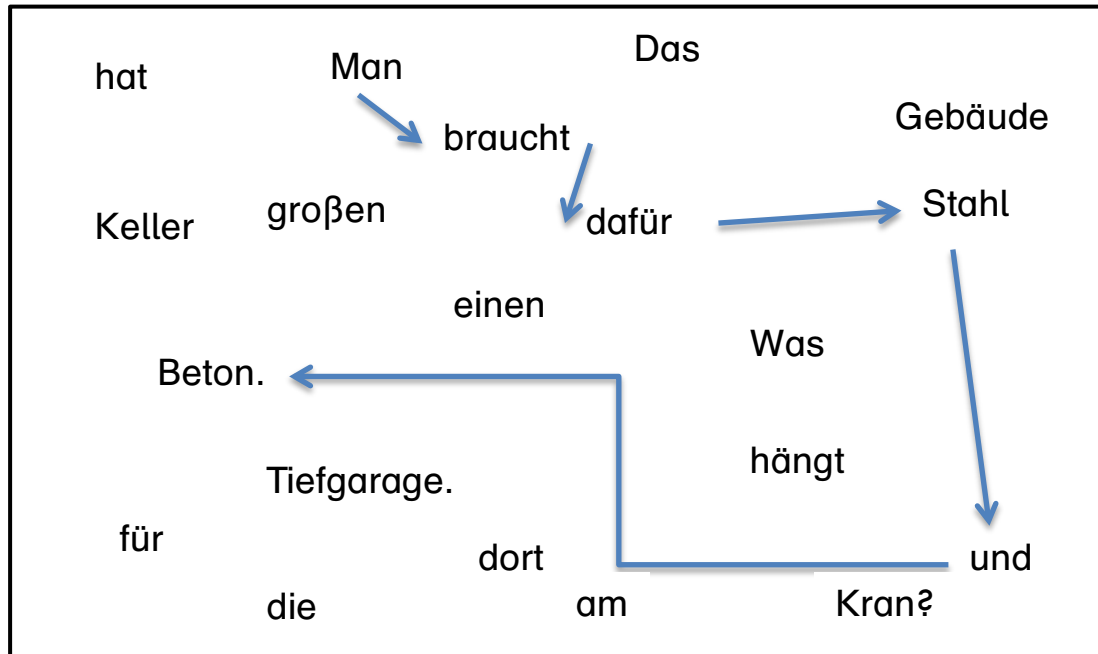 hat
Man
Das
Gebäude
braucht
Keller
großen
dafür
Stahl
einen
Was
Beton.
hängt
Tiefgarage.
für
dort
und
die
am
Kran?